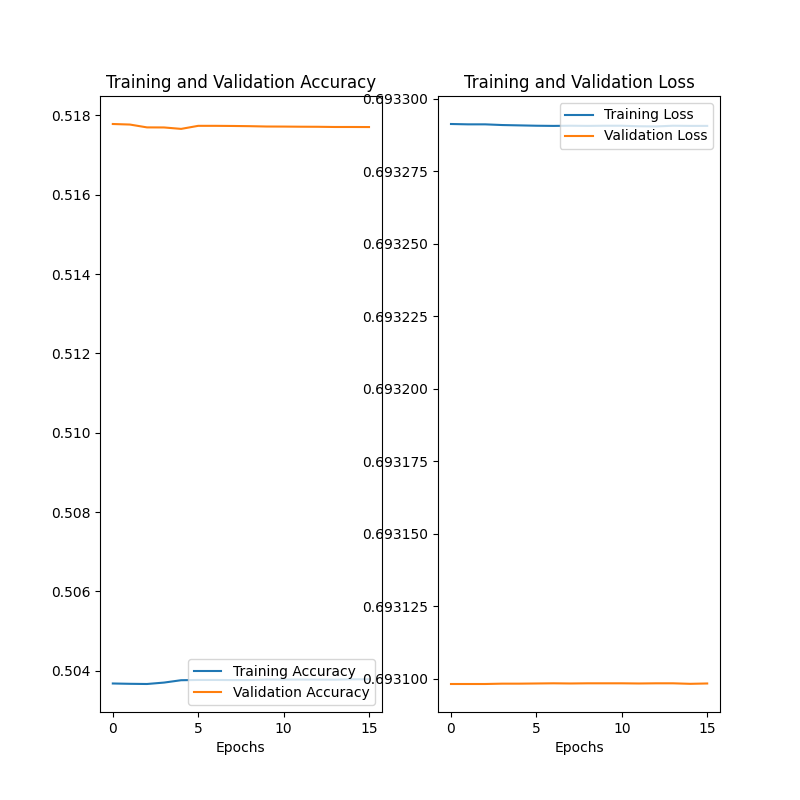 Training and Validation Accuracy
0.518
0.516
0.514
0.512
0.510
0.508
0.506
0.504
Training Accuracy
Validation Accuracy
0 5 10 15
Epochs
Training and Validation Loss
0.693300
0.693275
0.693250
0.693225
0.693200
0.693175
0.693150
0.693125
0.693100
Training Loss
Validation Loss
0 5 10 15
Epochs